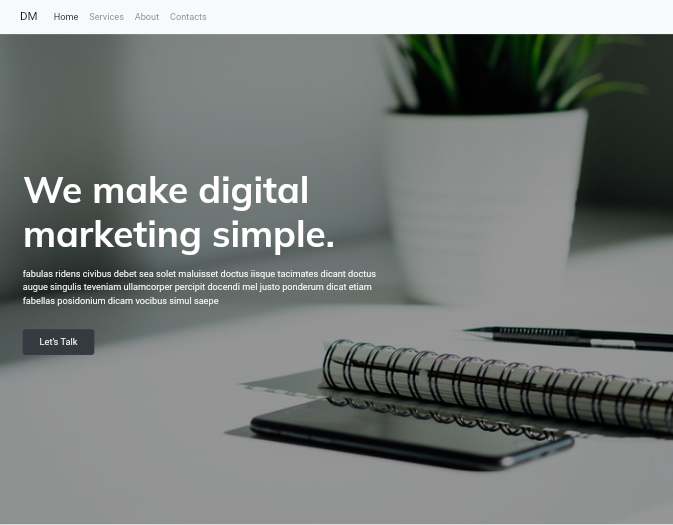 DM Home Services About Contacts
We make digital
marketing simple.
fabulas ridens civibus debet sea solet maluisset doctus iisque tacimates dicant doctus
augue singulis teveniam ullamcorper percipit docendi mel justo ponderum dicat etiam
fabellas posidonium dicam vocibus simul saepe
Let's Talk